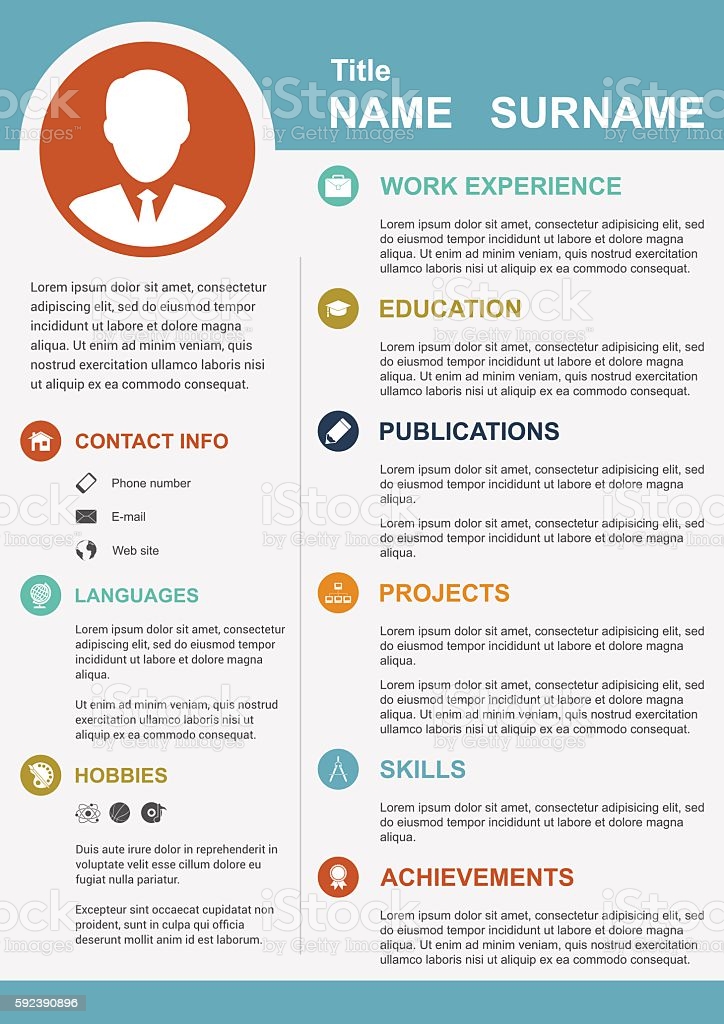 Title
NAME SURNAME
Lorem ipsum dolor sit amet, consectetur
adipiscing elit, sed do eiusmod tempor
incididunt ut labore et dolore magna
aliqua. Ut enim ad minim veniam, quis
nostrud exercitation ullamco laboris nisi
ut aliquip ex ea commodo consequat.
CONTACT INFO
Phone number
E-mail
Web site
LANGUAGES
Lorem ipsum dolor sit amet, consectetur
adipiscing elit, sed do eiusmod tempor
incididunt ut labore et dolore magna
aliqua.
Ut enim ad minim veniam, quis nostrud
exercitation ullamco laboris nisi ut
aliquip ex ea commodo consequat.
HOBBIES
Duis aute dolor in reprehenderit in
voluptate velit esse cillum dolore eu
fugiat nulla pariatur.
Excepteur sint occaecat cupidatat non
proident, sunt in culpa qui officia
deserunt mollit anim id est laborum.
WORK EXPERIENCE
Lorem ipsum dolor sit amet, consectetur adipiscing elit, sed
do eiusmod tempor incididunt ut labore et dolore magna
aliqua. Ut enim ad minim veniam, quis nostrud exercitation
ullamco laboris nisi ut aliquip ex ea commodo consequat.
EDUCATION
Lorem ipsum dolor sit amet, consectetur adipiscing elit, sed
do eiusmod tempor incididunt ut labore et dolore magna
aliqua. Ut enim ad minim veniam, quis nostrud exercitation
ullamco laboris nisi ut aliquip ex ea commodo consequat.
PUBLICATIONS
Lorem ipsum dolor sit amet, consectetur adipiscing elit, sed
do eiusmod tempor incididunt ut labore et dolore magna
aliqua.
Lorem ipsum dolor sit amet, consectetur adipiscing elit, sed
do eiusmod tempor incididunt ut labore et dolore magna
aliqua.
PROJECTS
Lorem ipsum dolor sit amet, consectetur adipiscing elit, sed
do eiusmod tempor incididunt ut labore et dolore magna
aliqua.
Lorem ipsum dolor sit amet, consectetur adipiscing elit, sed
do eiusmod tempor incididunt ut labore et dolore magna
aliqua. Ut enim ad minim veniam, quis nostrud exercitation
ullamco laboris nisi ut aliquip ex ea commodo consequat.
SKILLS
Lorem ipsum dolor sit amet, consectetur adipiscing elit, sed
do eiusmod tempor incididunt ut labore et dolore magna
aliqua.
ACHIEVEMENTS
Lorem ipsum dolor sit amet, consectetur adipiscing elit, sed
do eiusmod tempor incididunt ut labore et dolore magna
aliqua. Ut enim ad minim veniam, quis nostrud exercitation
ullamco laboris nisi ut aliquip ex ea commodo consequat.
iStock
by Getty Images™
592390896